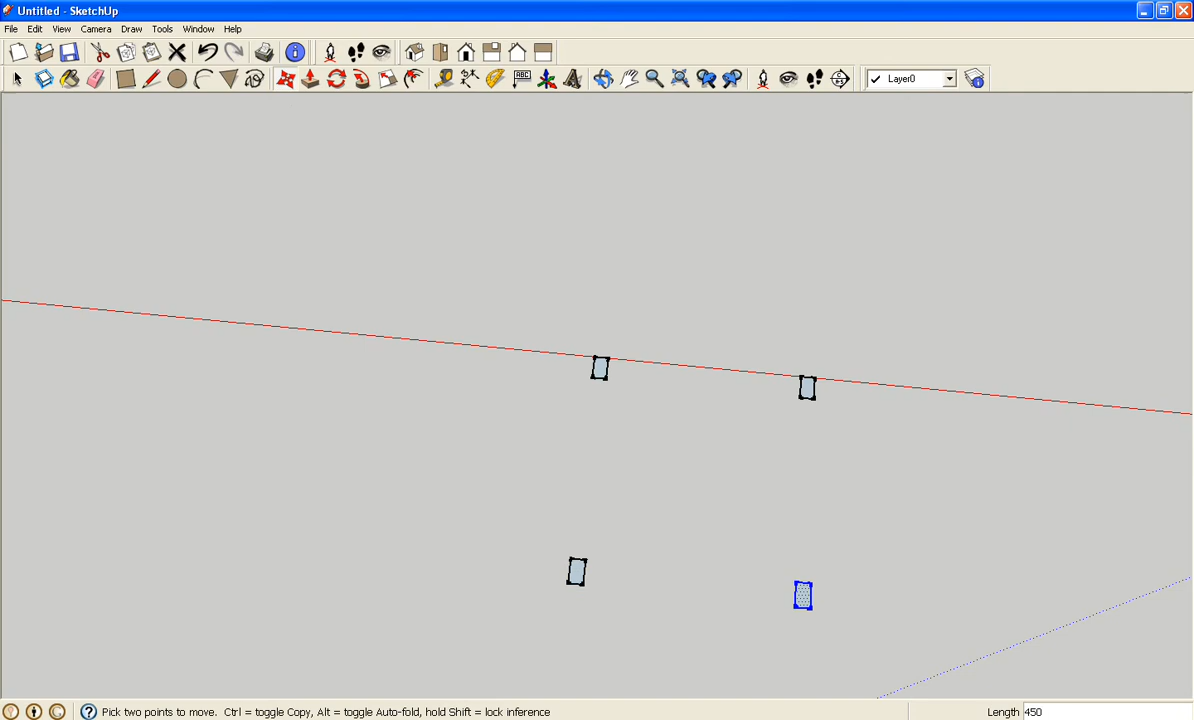 Untitled - SketchUp
File Edit View Camera Draw Tools Window Help
ABC
Layer0
Pick two points to move. Ctrl = toggle Copy, Alt = toggle Auto-fold, hold Shift = lock inference
Length 450